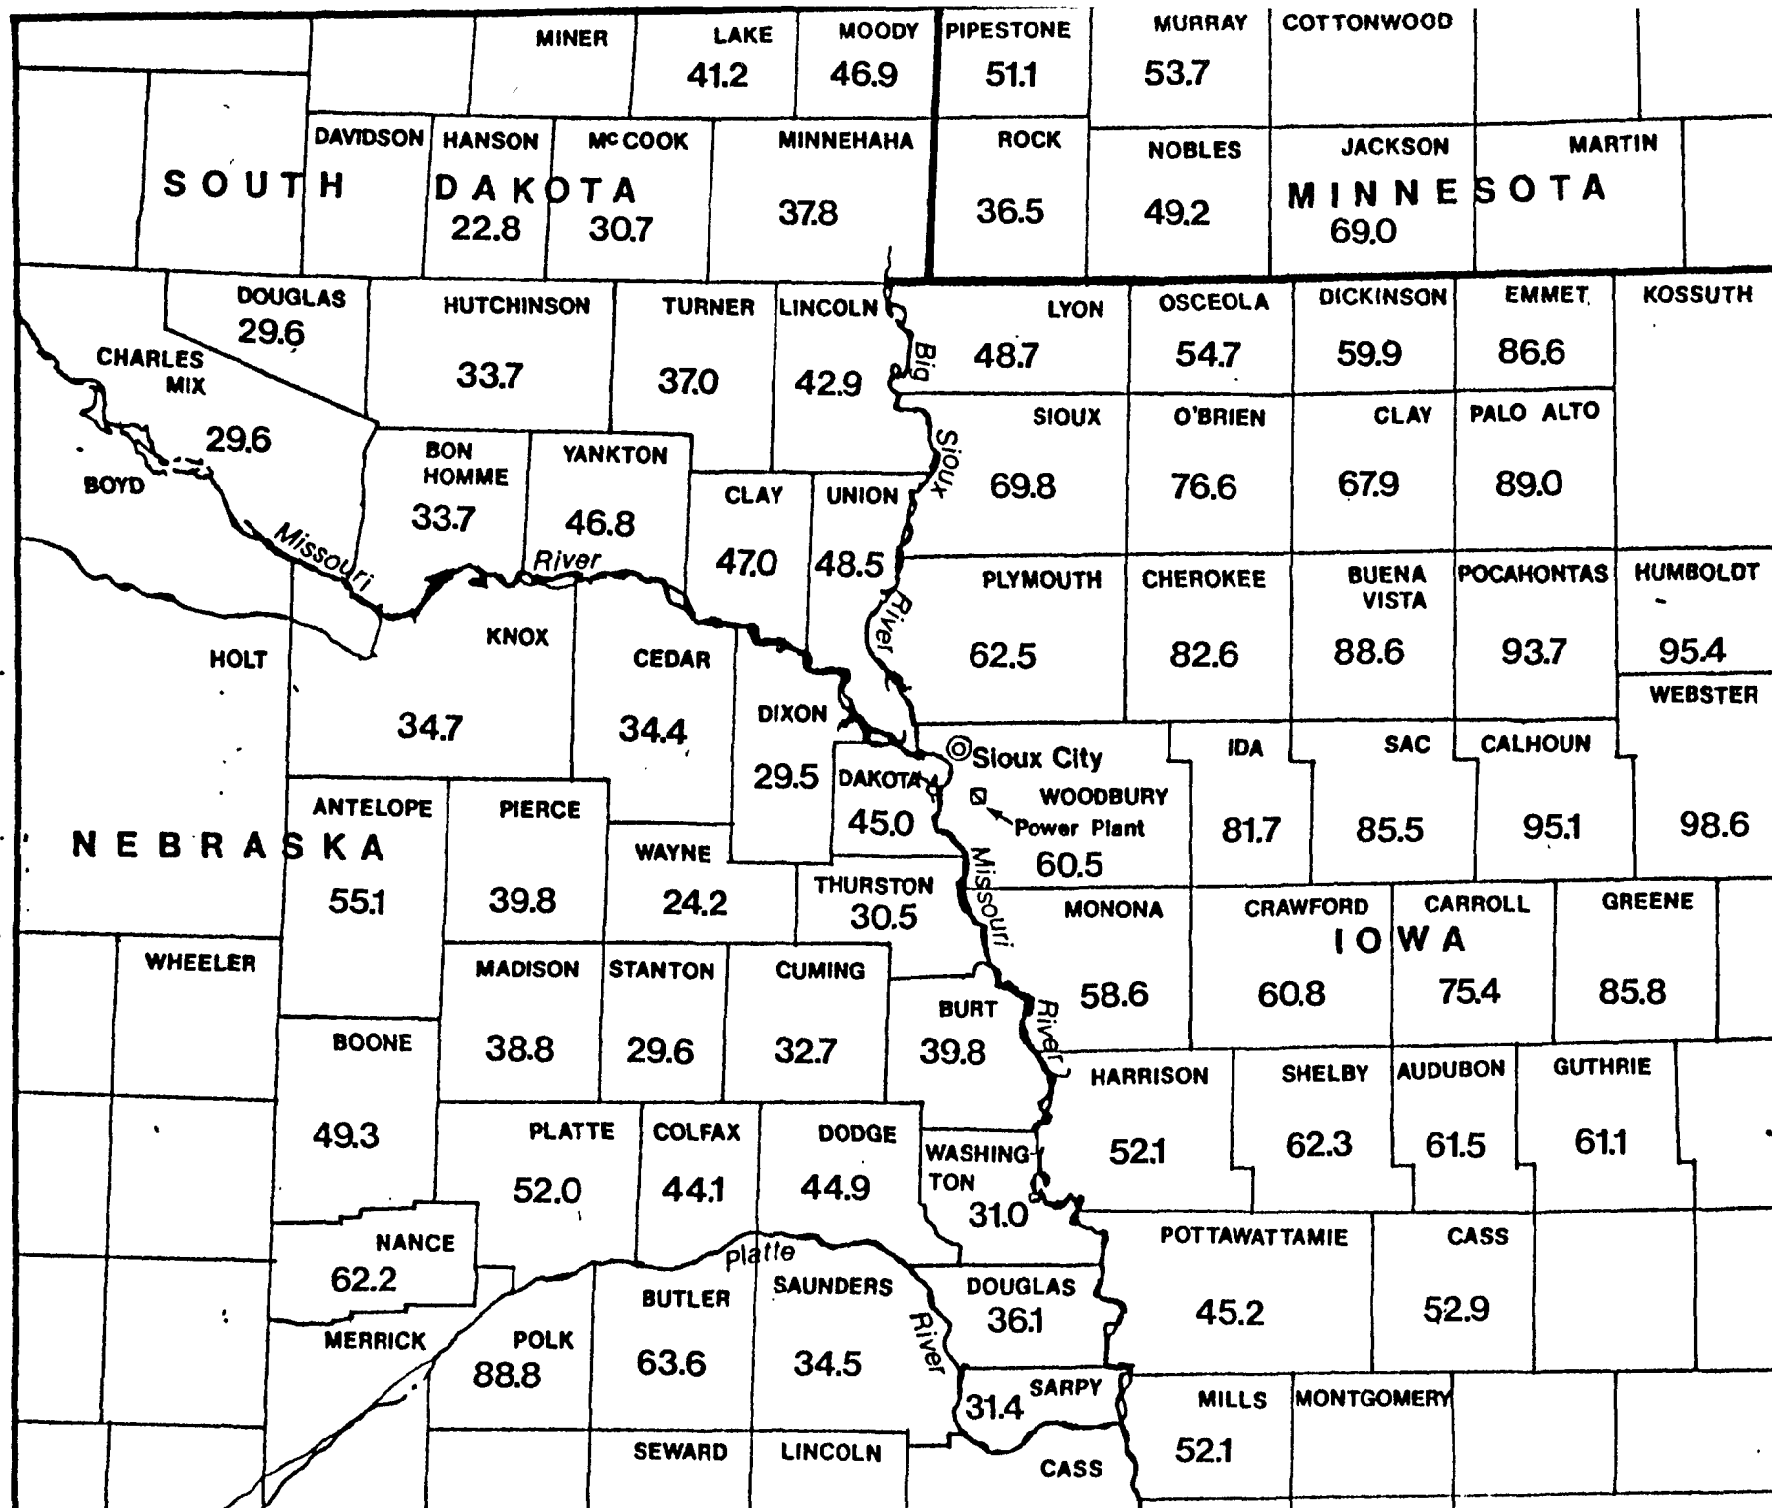 MINER
LAKE
41.2
MOODY
46.9
PIPESTONE
51.1
MURRAY
53.7
COTTONWOOD
DAVIDSON
HANSON
22.8
McCOOK
30.7
MINNEHAHA
37.8
ROCK
36.5
NOBLES
49.2
JACKSON
69.0
MARTIN
SOUTH DAKOTA
MINNESOTA
DOUGLAS
29.6
HUTCHINSON
33.7
TURNER
37.0
LINCOLN
42.9
Big
Sioux
River
LYON
48.7
OSCEOLA
54.7
DICKINSON
59.9
EMMET
86.6
KOSSUTH
CHARLES
MIX
29.6
BOYD
BON
HOMME
33.7
YANKTON
46.8
CLAY
47.0
UNION
48.5
Missouri
River
SIOUX
69.8
O'BRIEN
76.6
CLAY
67.9
PALO ALTO
89.0
PLYMOUTH
62.5
CHEROKEE
82.6
BUENA
VISTA
88.6
POCAHONTAS
93.7
HUMBOLDT
95.4
HOLT
KNOX
34.7
CEDAR
34.4
DIXON
29.5
DAKOTA
45.0
Sioux City
WOODBURY
Power Plant
60.5
IDA
81.7
SAC
85.5
CALHOUN
95.1
WEBSTER
98.6
NEBRASKA
ANTELOPE
55.1
PIERCE
39.8
WAYNE
24.2
THURSTON
30.5
Missouri
River
MONONA
58.6
CRAWFORD
60.8
CARROLL
75.4
GREENE
85.8
IOWA
WHEELER
MADISON
38.8
STANTON
29.6
CUMING
32.7
BURT
39.8
BOONE
49.3
HARRISON
52.1
SHELBY
62.3
AUDUBON
61.5
GUTHRIE
61.1
PLATTE
52.0
COLFAX
44.1
DODGE
44.9
WASHING-
TON
31.0
NANCE
62.2
Platte
River
POTTAWATTAMIE
45.2
CASS
52.9
MERRICK
POLK
88.8
BUTLER
63.6
SAUNDERS
34.5
DOUGLAS
36.1
SARPY
31.4
MILLS
52.1
MONTGOMERY
SEWARD
LINCOLN
CASS